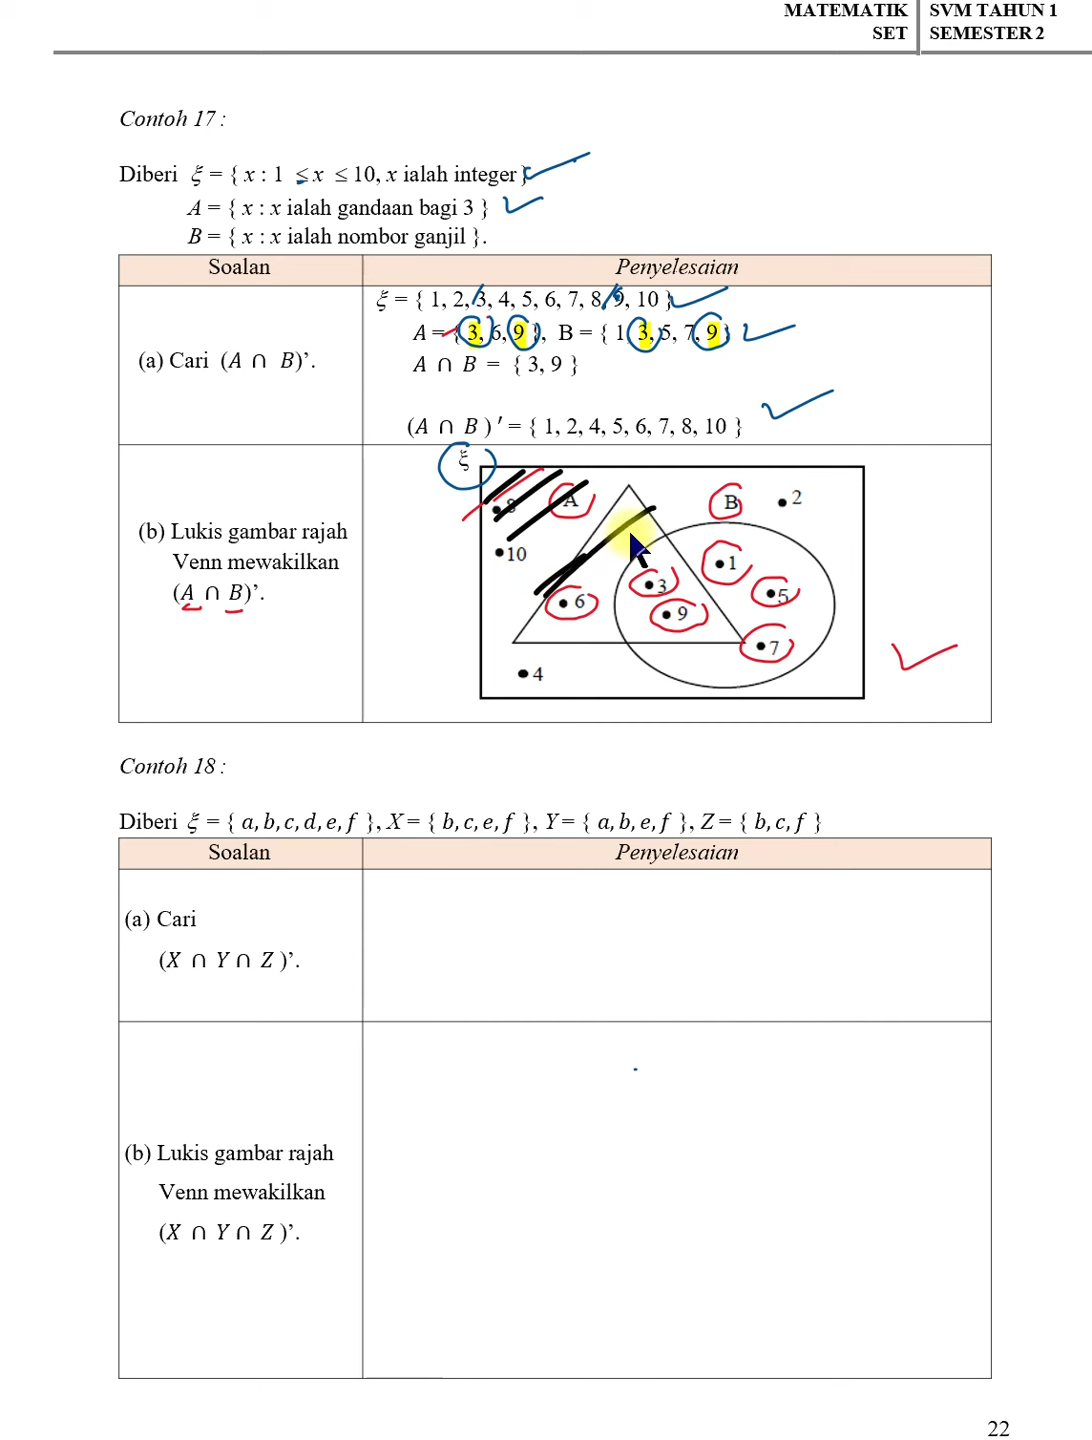 MATEMATIK SVM TAHUN 1
SET SEMESTER 2
Contoh 17 :
Diberi ξ = { x : 1 ≤ x ≤ 10, x ialah integer }
A = { x : x ialah gandaan bagi 3 }
B = { x : x ialah nombor ganjil }.
Soalan Penyelesaian
(a) Cari (A ∩ B)’.
ξ = { 1, 2, 3, 4, 5, 6, 7, 8, 9, 10 }
A = { 3, 6, 9 }, B = { 1, 3, 5, 7, 9 }
A ∩ B = { 3, 9 }
(A ∩ B )′ = { 1, 2, 4, 5, 6, 7, 8, 10 }
(b) Lukis gambar rajah
Venn mewakilkan
(A ∩ B)’.
ξ
8 A B 2
10 1
3 5
6 9
7
4
Contoh 18 :
Diberi ξ = { a, b, c, d, e, f }, X = { b, c, e, f }, Y = { a, b, e, f }, Z = { b, c, f }
Soalan Penyelesaian
(a) Cari
(X ∩ Y ∩ Z )’.
(b) Lukis gambar rajah
Venn mewakilkan
(X ∩ Y ∩ Z )’.
22